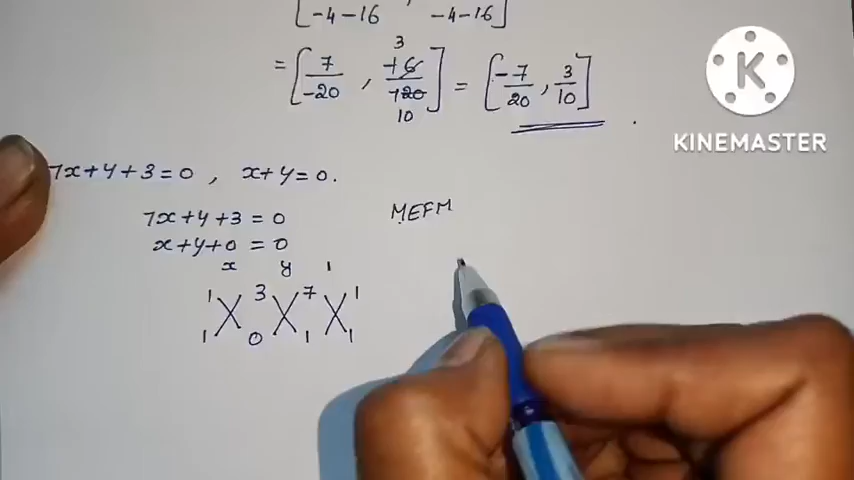 [-4-16 , -4-16]
= [7/-20 , +6/+20 3 10] = [-7/20 , 3/10] .
7x+y+3=0 , x+y=0.
7x+y+3=0 MEFM
x+y+0 =0
x y 1
1 3 7 1
1 0 1 1
K
KINEMASTER